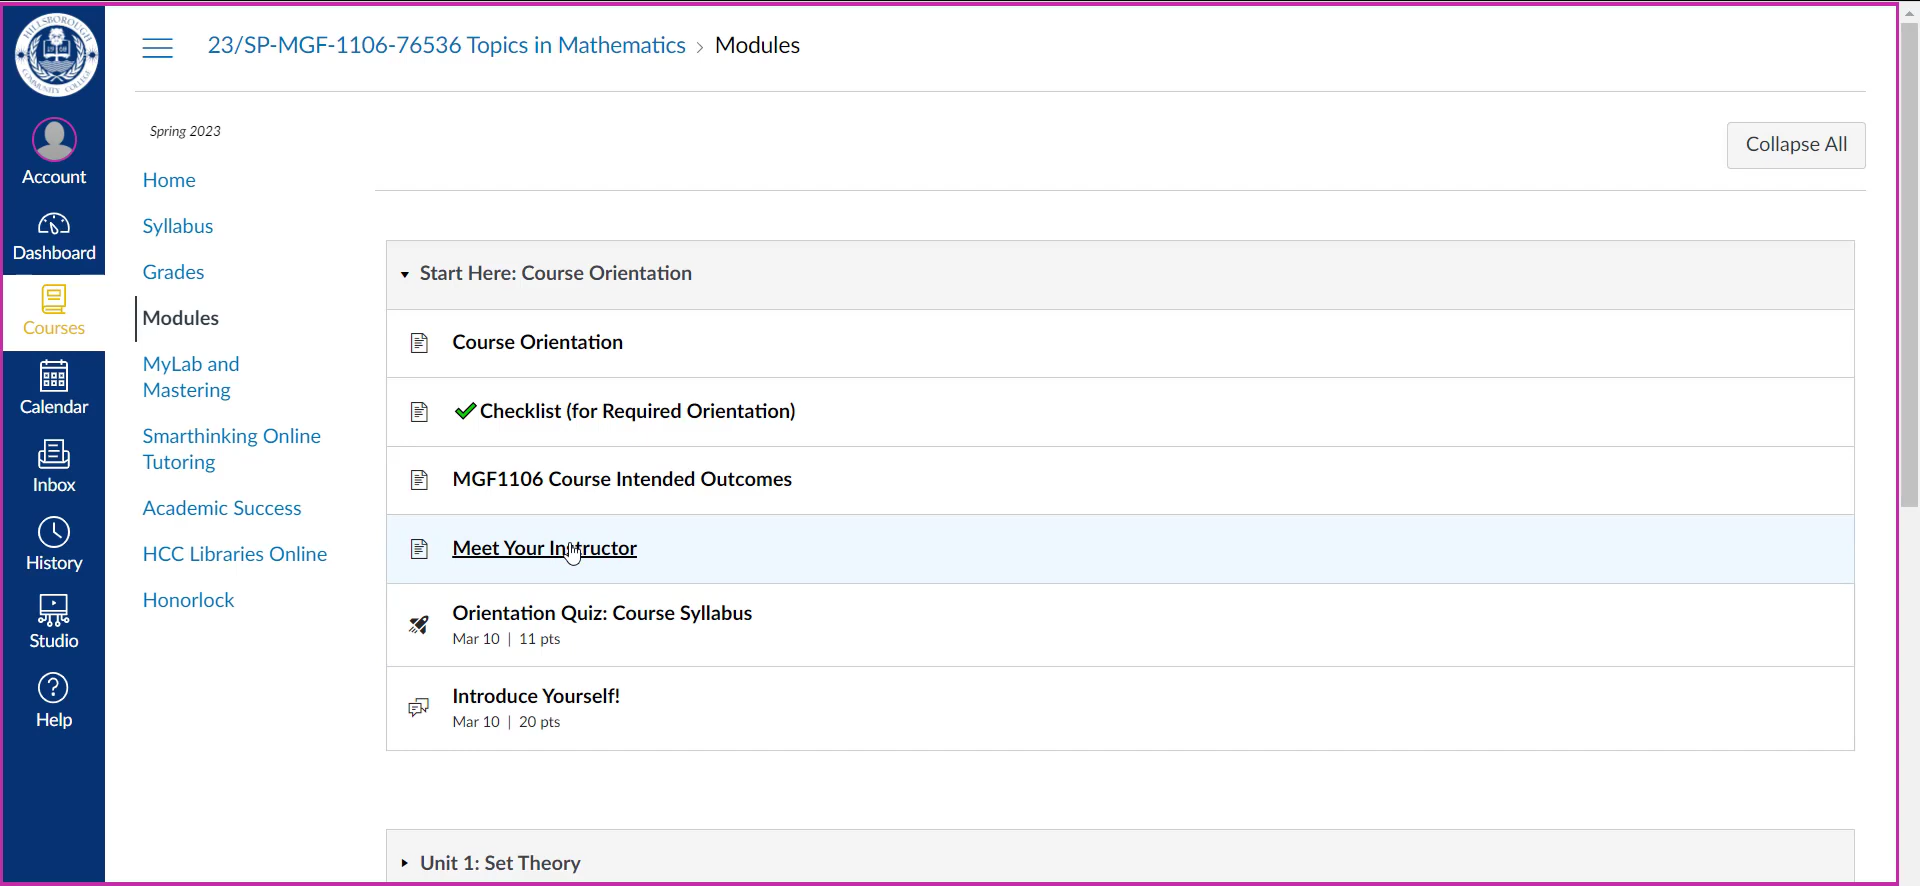 HILLSBOROUGH
COMMUNITY COLLEGE
Account
Dashboard
Courses
Calendar
Inbox
History
Studio
Help
23/SP-MGF-1106-76536 Topics in Mathematics › Modules
Spring 2023
Home
Syllabus
Grades
Modules
MyLab and
Mastering
Smarthinking Online
Tutoring
Academic Success
HCC Libraries Online
Honorlock
Collapse All
Start Here: Course Orientation
Course Orientation
Checklist (for Required Orientation)
MGF1106 Course Intended Outcomes
Meet Your Instructor
Orientation Quiz: Course Syllabus
Mar 10 | 11 pts
Introduce Yourself!
Mar 10 | 20 pts
Unit 1: Set Theory